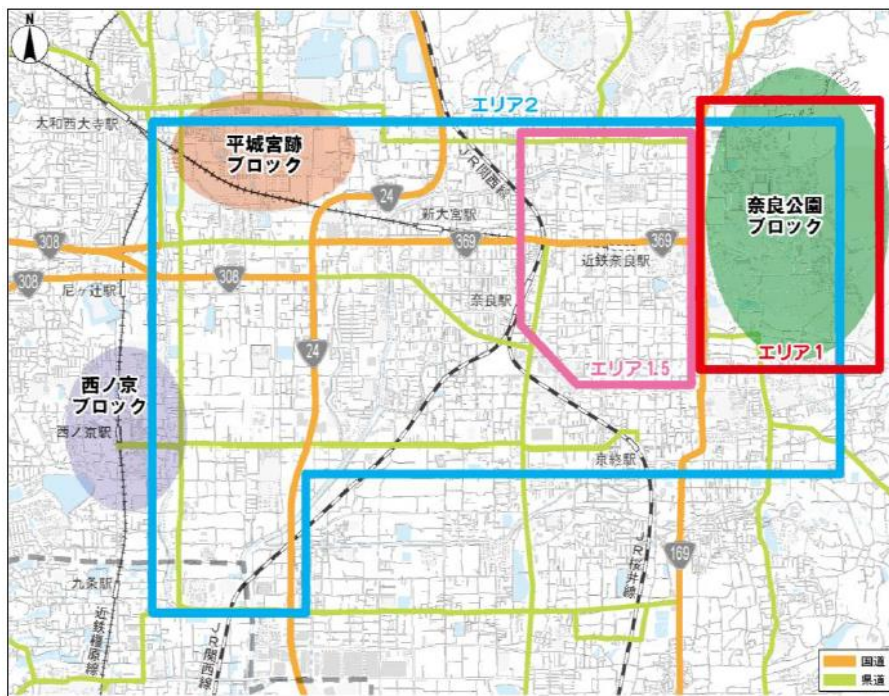 N
エリア2
大和西大寺駅
平城宮跡
ブロック
JR関西線
奈良公園
ブロック
24
新大宮駅
308
369
369
近鉄奈良駅
308
308
尼ヶ辻駅
奈良駅
24
エリア1.5
エリア1
西ノ京
ブロック
西ノ京駅
京終駅
169
JR桜井線
九条駅
近鉄橿原線
JR関西線
国道
県道